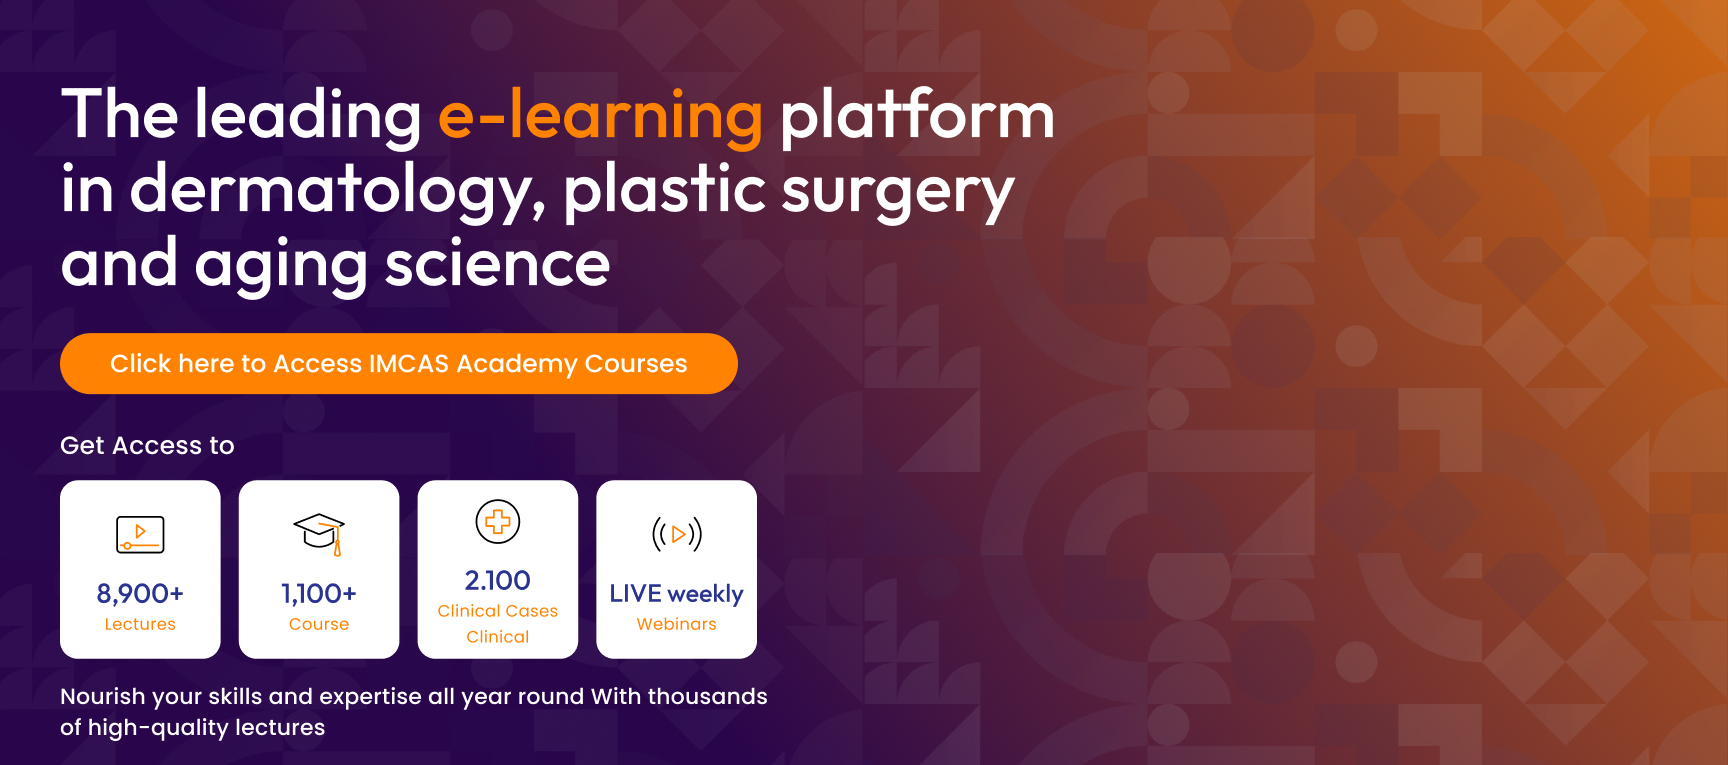 The leading e-learning platform
in dermatology, plastic surgery
and aging science
Click here to Access IMCAS Academy Courses
Get Access to
8,900+
Lectures
1,100+
Course
2.100
Clinical Cases
Clinical
LIVE weekly
Webinars
Nourish your skills and expertise all year round With thousands
of high-quality lectures